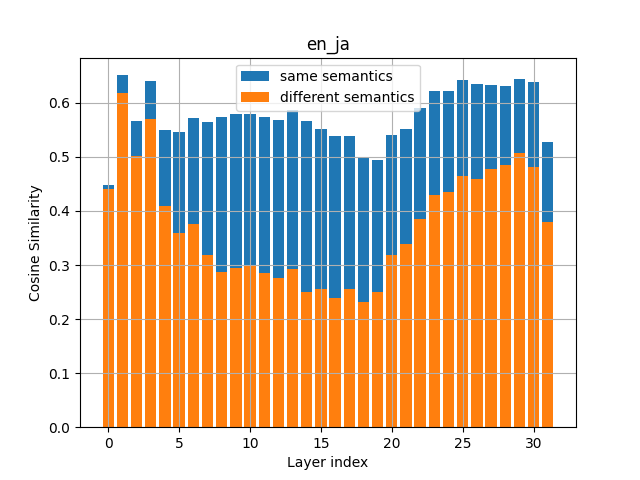 en_ja
same semantics
different semantics
Cosine Similarity
0.6
0.5
0.4
0.3
0.2
0.1
0.0
0 5 10 15 20 25 30
Layer index